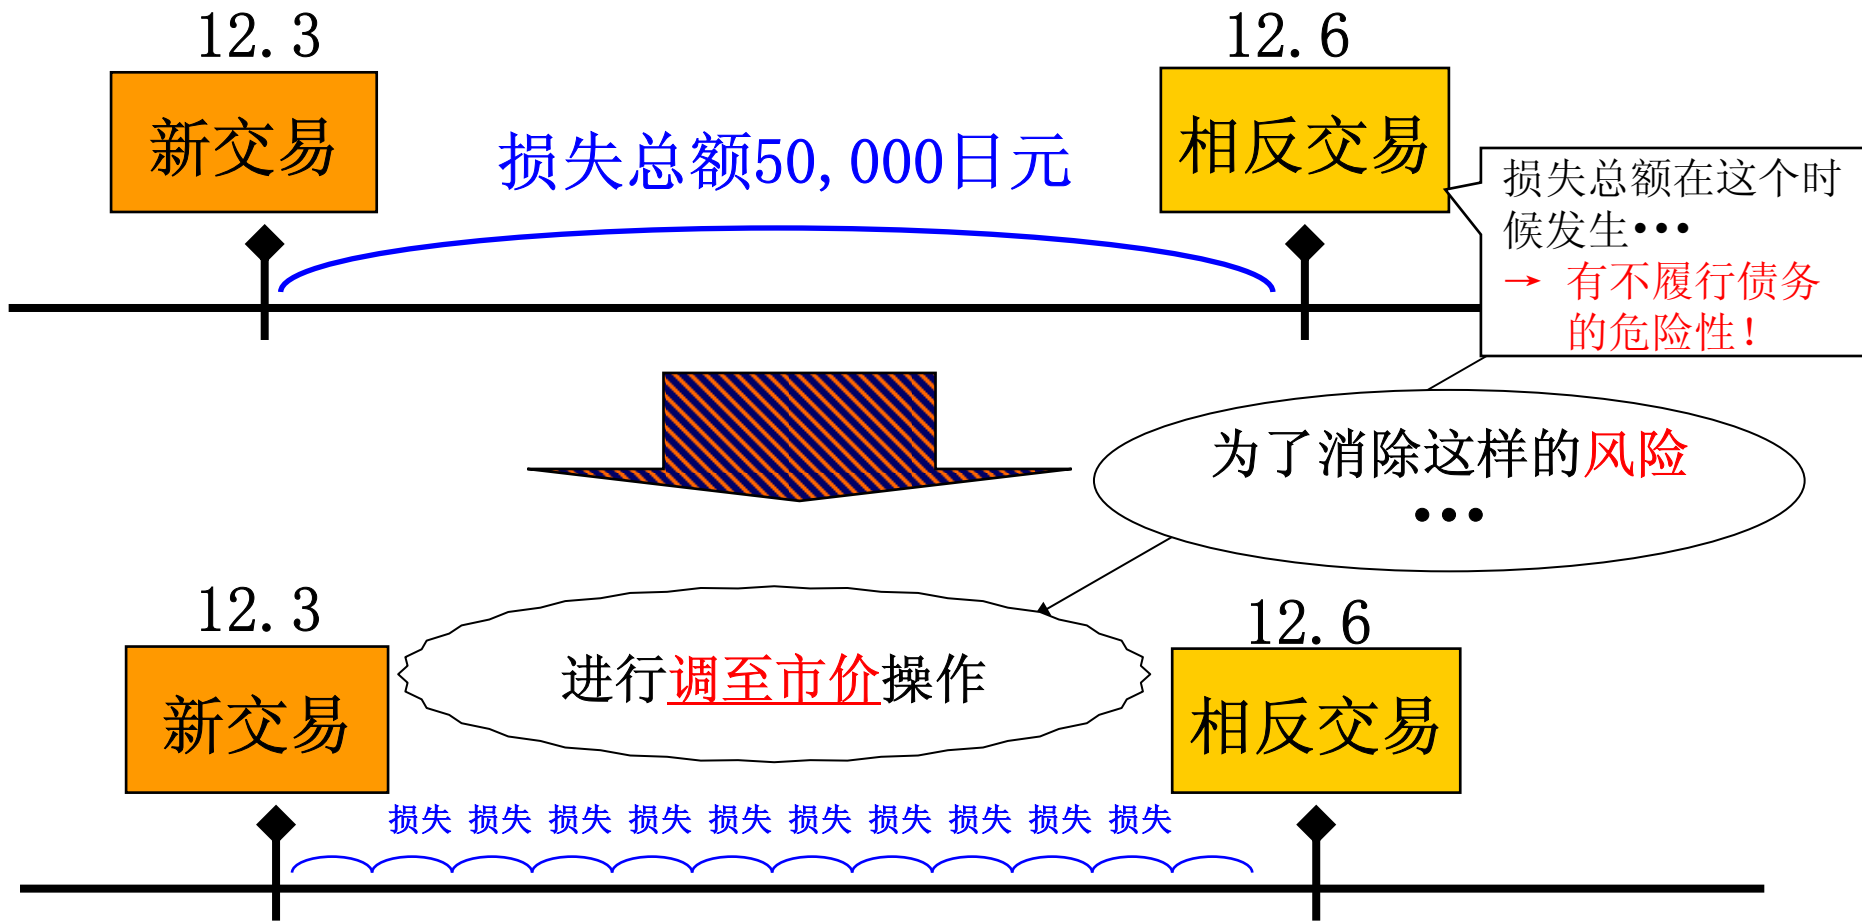 12.3
12.6
新交易
损失总额50,000日元
相反交易
损失总额在这个时
候发生•••
→ 有不履行债务
的危险性！
为了消除这样的风险
•••
12.3
12.6
进行调至市价操作
新交易
相反交易
损失 损失 损失 损失 损失 损失 损失 损失 损失 损失